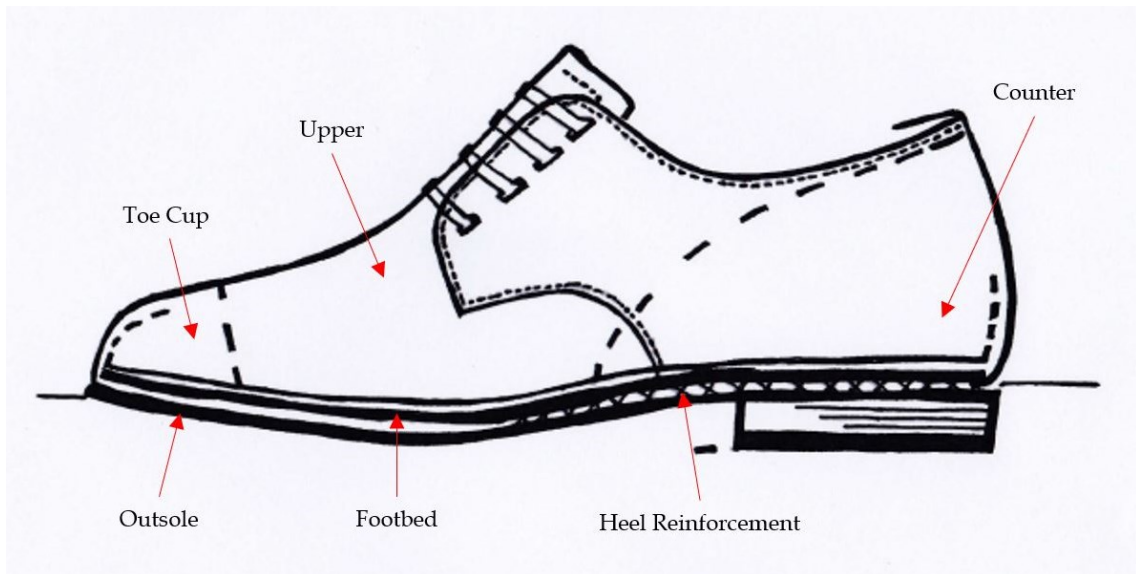 Counter
Upper
Toe Cup
Outsole
Footbed
Heel Reinforcement